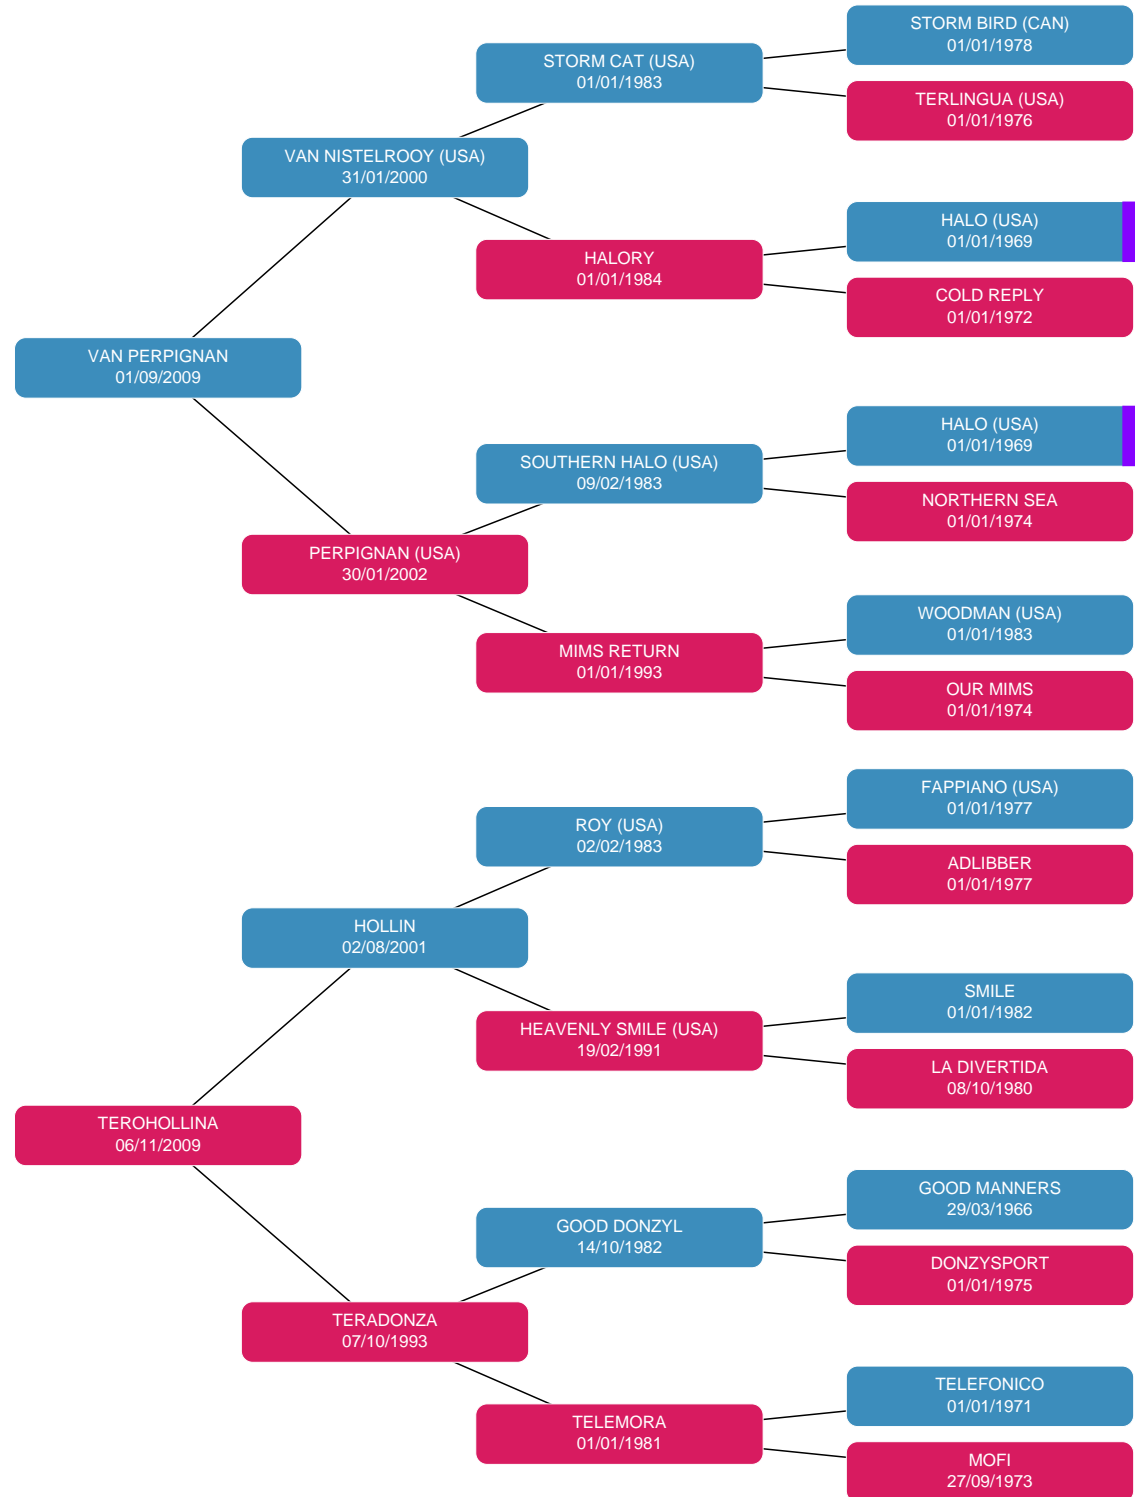 STORM BIRD (CAN)
01/01/1978
STORM CAT (USA)
01/01/1983
TERLINGUA (USA)
01/01/1976
VAN NISTELROOY (USA)
31/01/2000
HALO (USA)
01/01/1969
HALORY
01/01/1984
COLD REPLY
01/01/1972
VAN PERPIGNAN
01/09/2009
HALO (USA)
01/01/1969
SOUTHERN HALO (USA)
09/02/1983
NORTHERN SEA
01/01/1974
PERPIGNAN (USA)
30/01/2002
WOODMAN (USA)
01/01/1983
MIMS RETURN
01/01/1993
OUR MIMS
01/01/1974
FAPPIANO (USA)
01/01/1977
ROY (USA)
02/02/1983
ADLIBBER
01/01/1977
HOLLIN
02/08/2001
SMILE
01/01/1982
HEAVENLY SMILE (USA)
19/02/1991
LA DIVERTIDA
08/10/1980
TEROHOLLINA
06/11/2009
GOOD MANNERS
29/03/1966
GOOD DONZYL
14/10/1982
DONZYSPORT
01/01/1975
TERADONZA
07/10/1993
TELEFONICO
01/01/1971
TELEMORA
01/01/1981
MOFI
27/09/1973